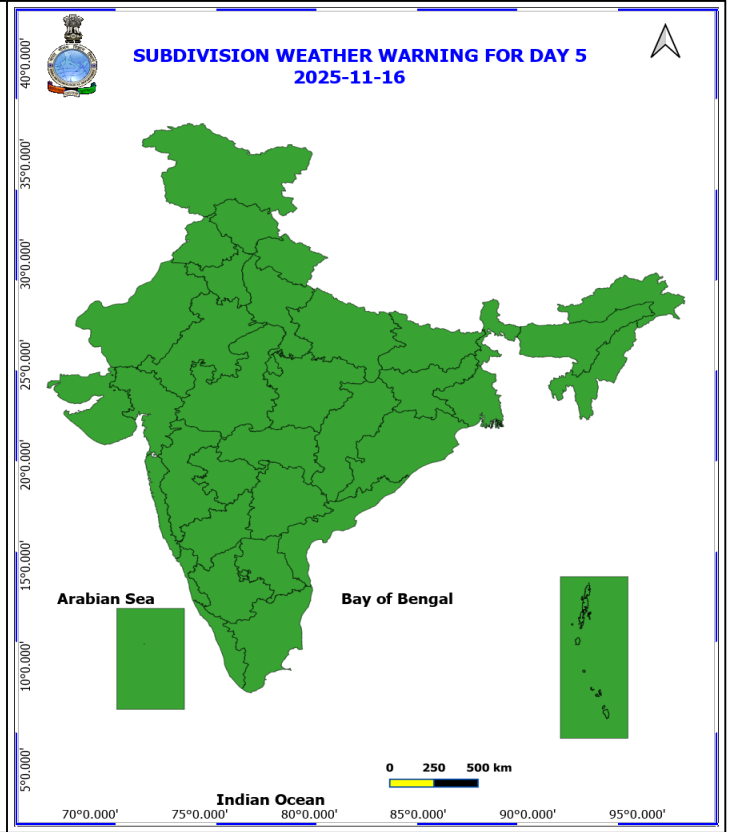 SUBDIVISION WEATHER WARNING FOR DAY 5
2025-11-16
40°0.000'
35°0.000'
30°0.000'
25°0.000'
20°0.000'
15°0.000'
10°0.000'
5°0.000'
Arabian Sea
Bay of Bengal
0 250 500 km
Indian Ocean
70°0.000' 75°0.000' 80°0.000' 85°0.000' 90°0.000' 95°0.000'